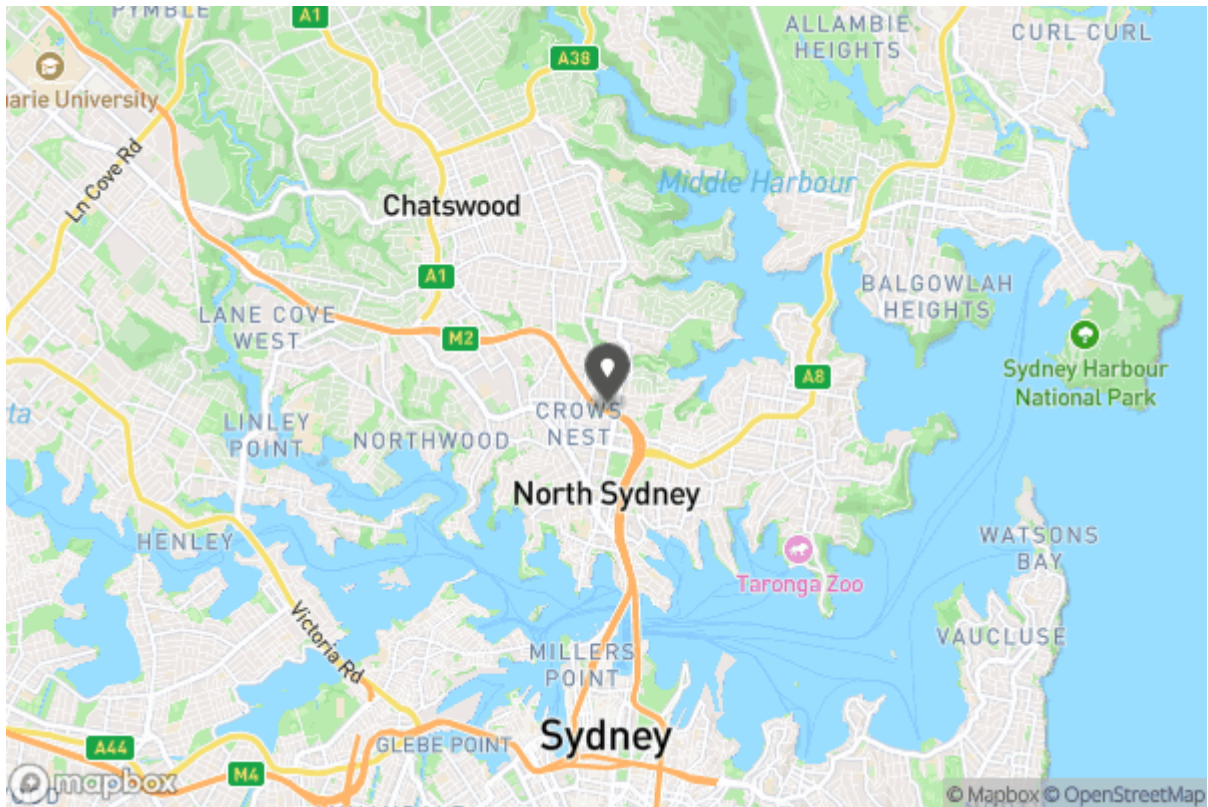 A1
ALLAMBIE
HEIGHTS
CURL CURL
PYMBLE
A38
arie University
Ln Cove Rd
Middle Harbour
Chatswood
A1
BALGOWLAH
HEIGHTS
LANE COVE
WEST
M2
Sydney Harbour
National Park
A8
CROWS
NEST
ta
LINLEY
POINT
NORTHWOOD
North Sydney
HENLEY
WATSONS
BAY
Taronga Zoo
Victoria Rd
VAUCLUSE
MILLERS
POINT
Sydney
GLEBE POINT
A44
M4
mapbox
© Mapbox © OpenStreetMap